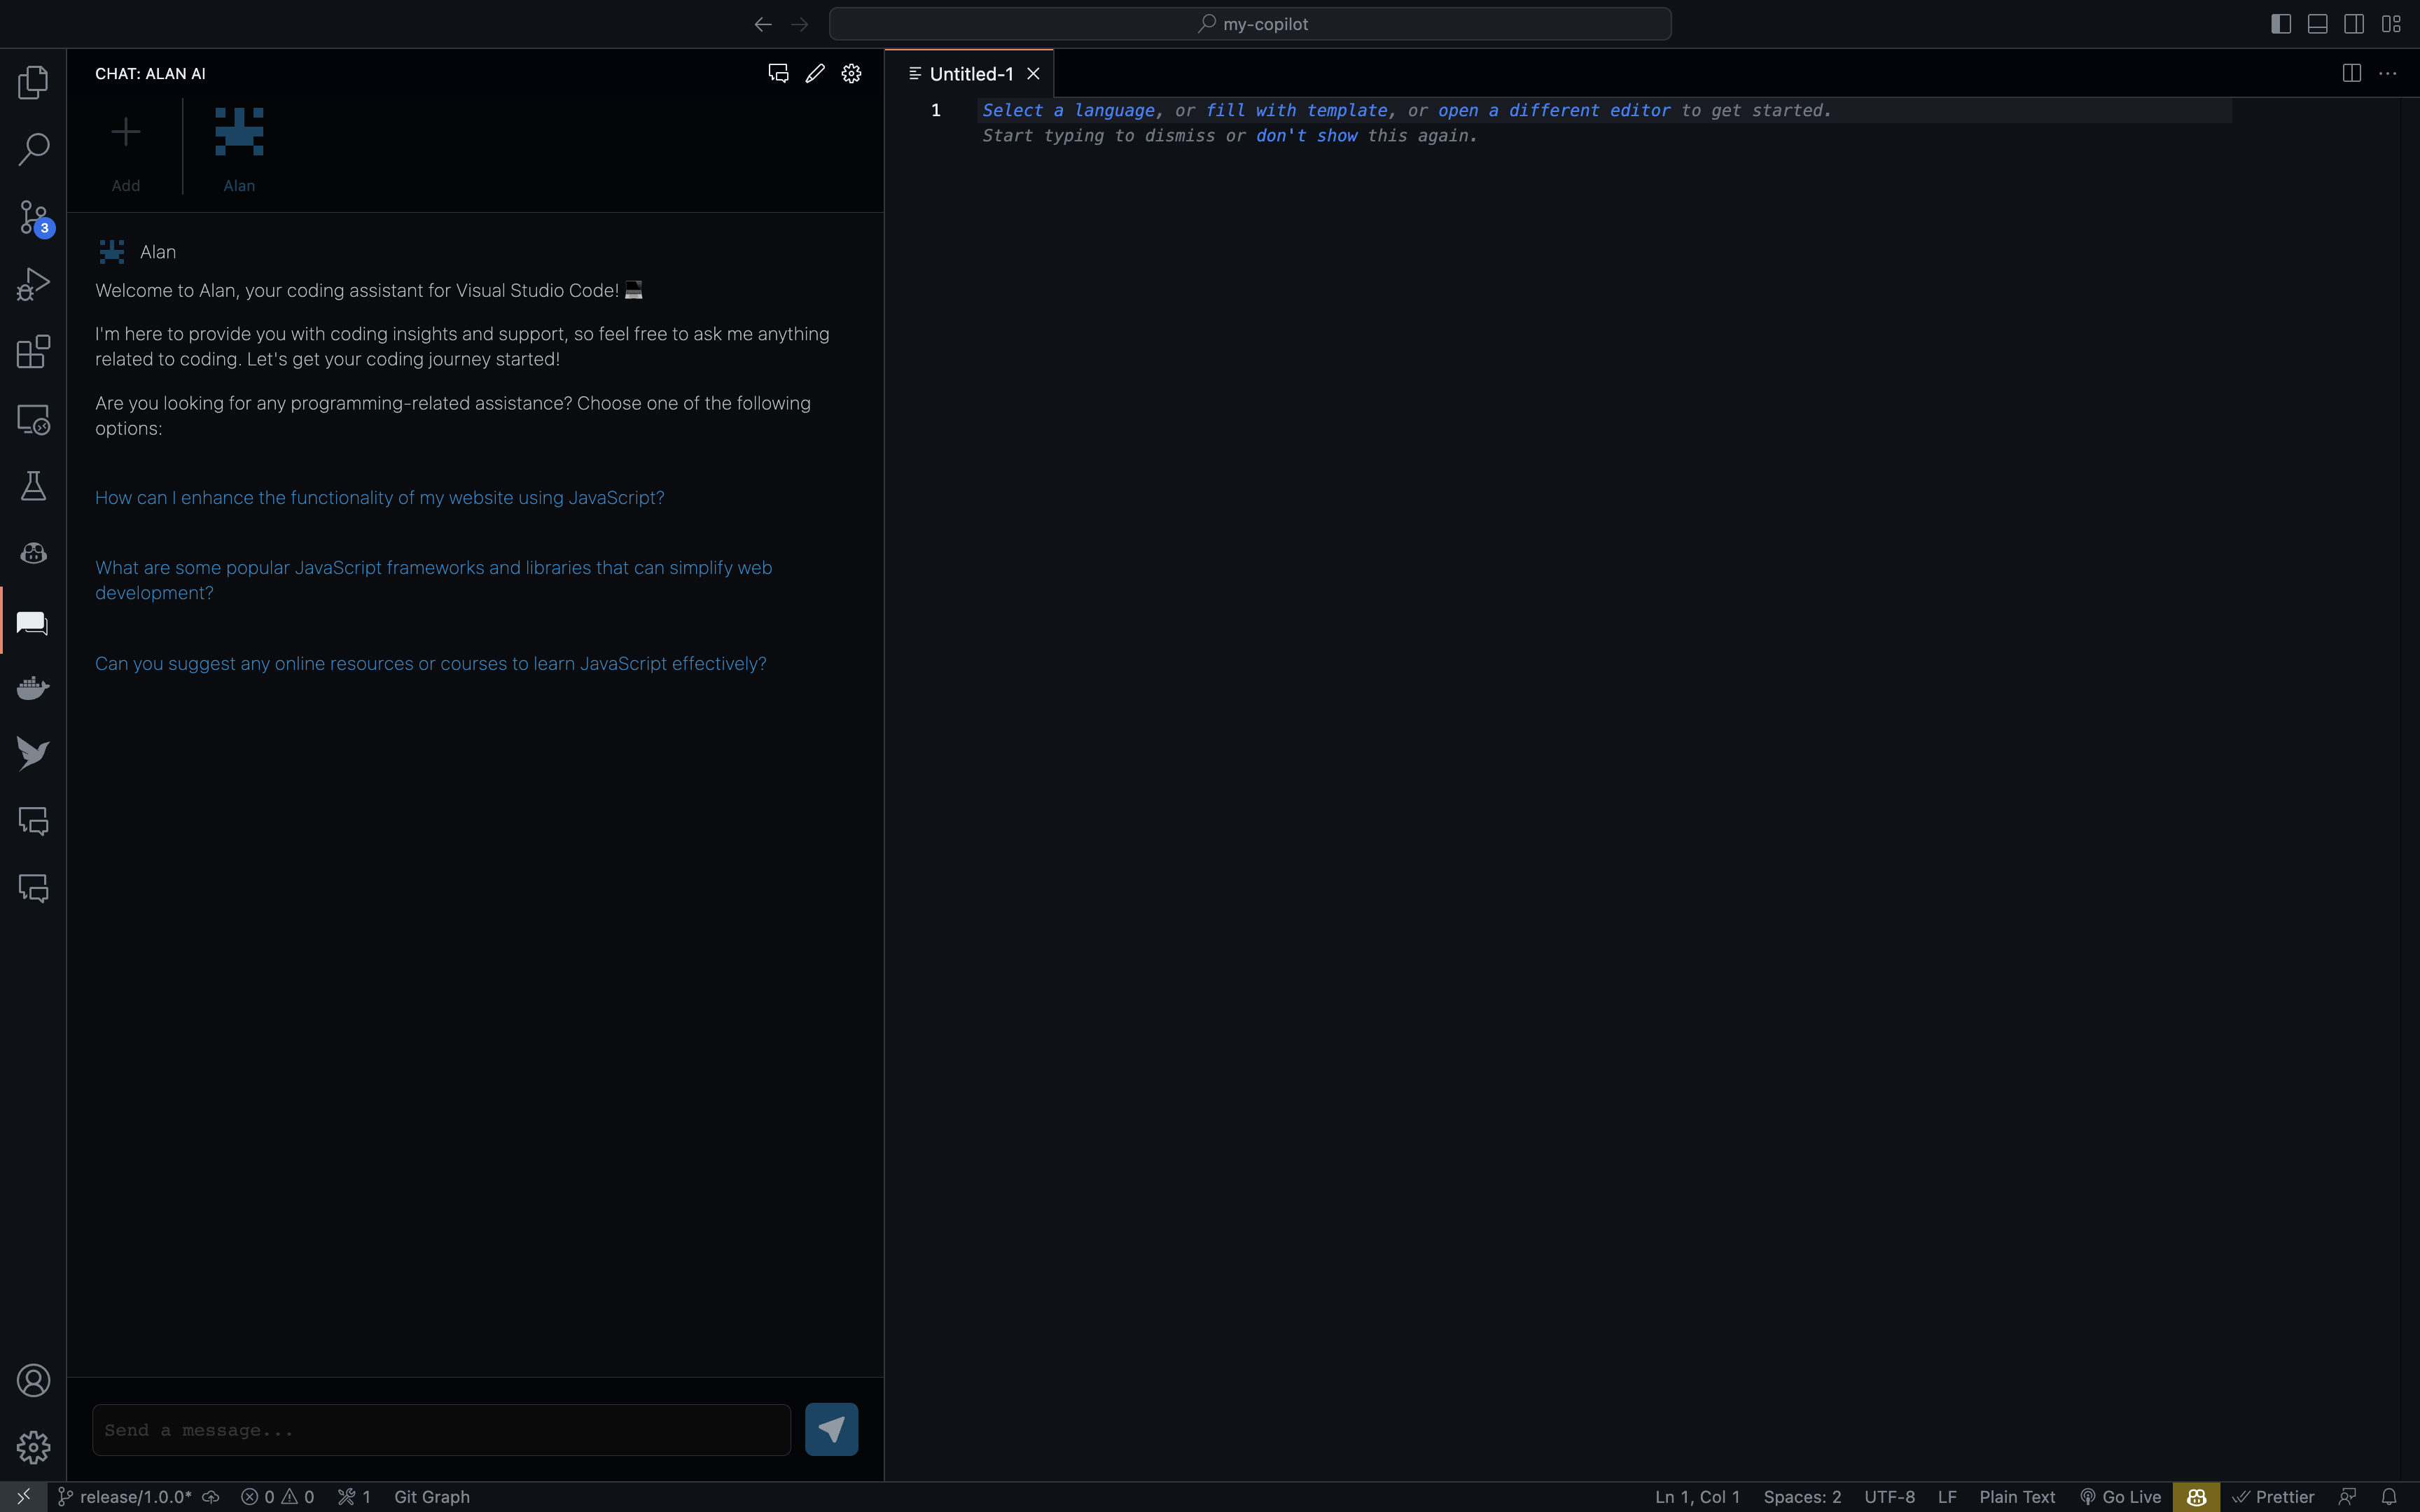 my-copilot
CHAT: ALAN AI
Add
Alan
Alan
Welcome to Alan, your coding assistant for Visual Studio Code! 💻
I'm here to provide you with coding insights and support, so feel free to ask me anything
related to coding. Let's get your coding journey started!
Are you looking for any programming-related assistance? Choose one of the following
options:
How can I enhance the functionality of my website using JavaScript?
What are some popular JavaScript frameworks and libraries that can simplify web
development?
Can you suggest any online resources or courses to learn JavaScript effectively?
Send a message...
3
Untitled-1
1
Select a language, or fill with template, or open a different editor to get started.
Start typing to dismiss or don't show this again.
release/1.0.0* 0 0 1 Git Graph
Ln 1, Col 1 Spaces: 2 UTF-8 LF Plain Text Go Live Prettier